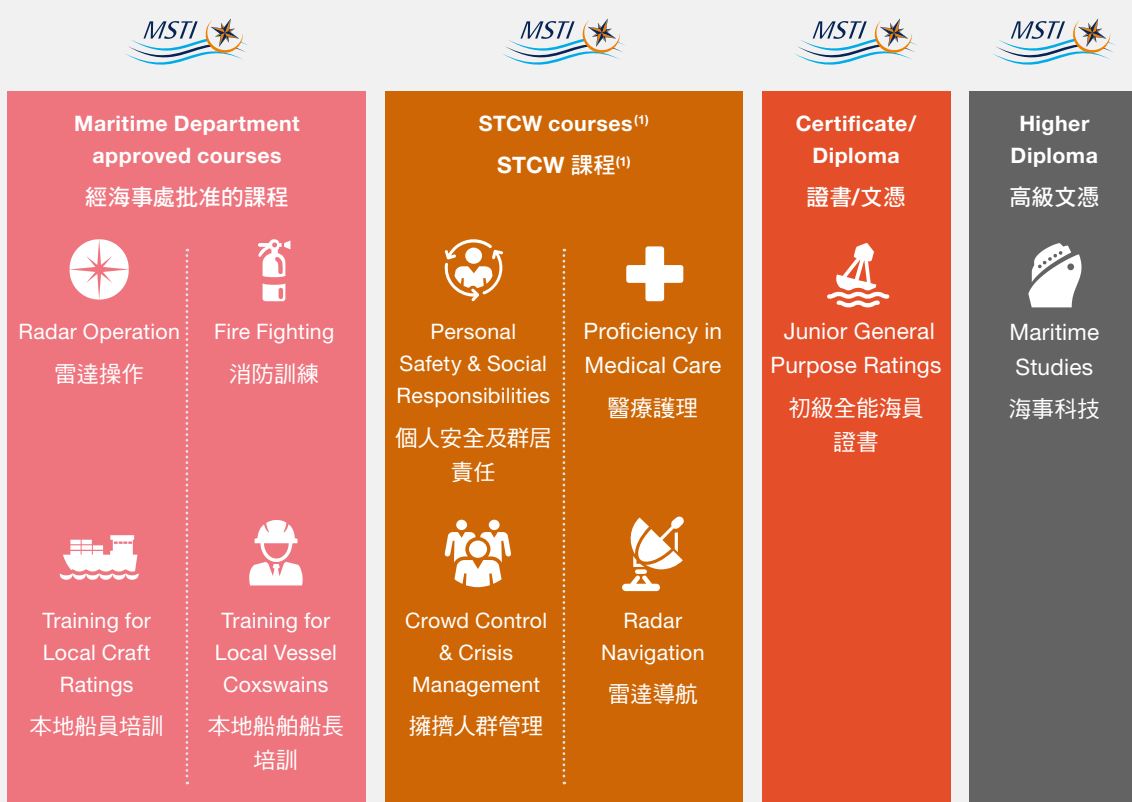 MSTI
Maritime Department
approved courses
經海事處批准的課程
Radar Operation
雷達操作
Fire Fighting
消防訓練
Training for
Local Craft
Ratings
本地船員培訓
Training for
Local Vessel
Coxswains
本地船舶船長
培訓
MSTI
STCW courses(1)
STCW 課程(1)
Personal
Safety & Social
Responsibilities
個人安全及群居
責任
Proficiency in
Medical Care
醫療護理
Crowd Control
& Crisis
Management
擁擠人群管理
Radar
Navigation
雷達導航
MSTI
Certificate/
Diploma
證書/文憑
Junior General
Purpose Ratings
初級全能海員
證書
MSTI
Higher
Diploma
高級文憑
Maritime
Studies
海事科技